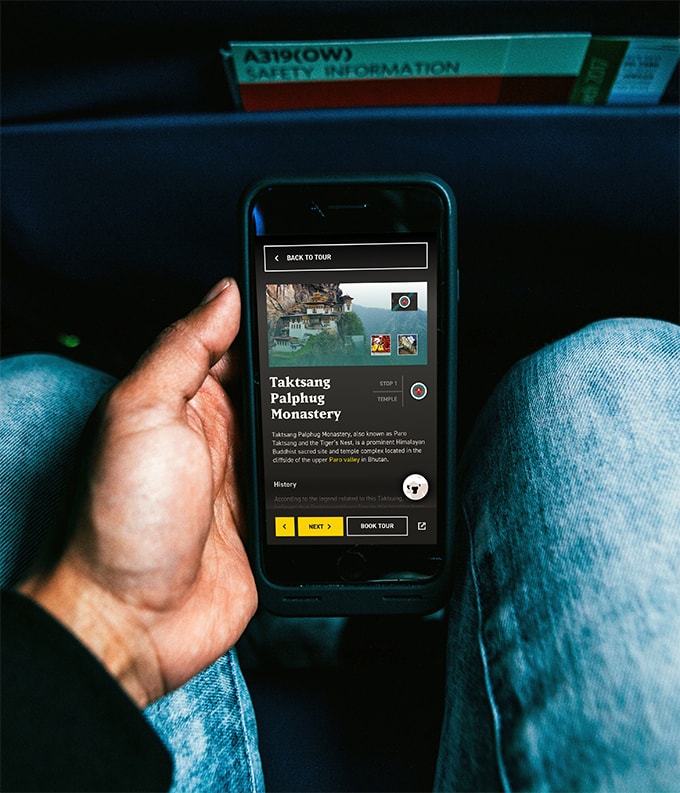 A319(OW)
SAFETY INFORMATION
BACK TO TOUR
Taktsang
Palphug
Monastery
STOP 1
TEMPLE
Taktsang Palphug Monastery, also known as Paro
Taktsang and the Tiger's Nest, is a prominent Himalayan
Buddhist sacred site and temple complex located in the
cliffside of the upper Paro valley in Bhutan.
History
According to the legend related to this Taktsang,
NEXT
BOOK TOUR